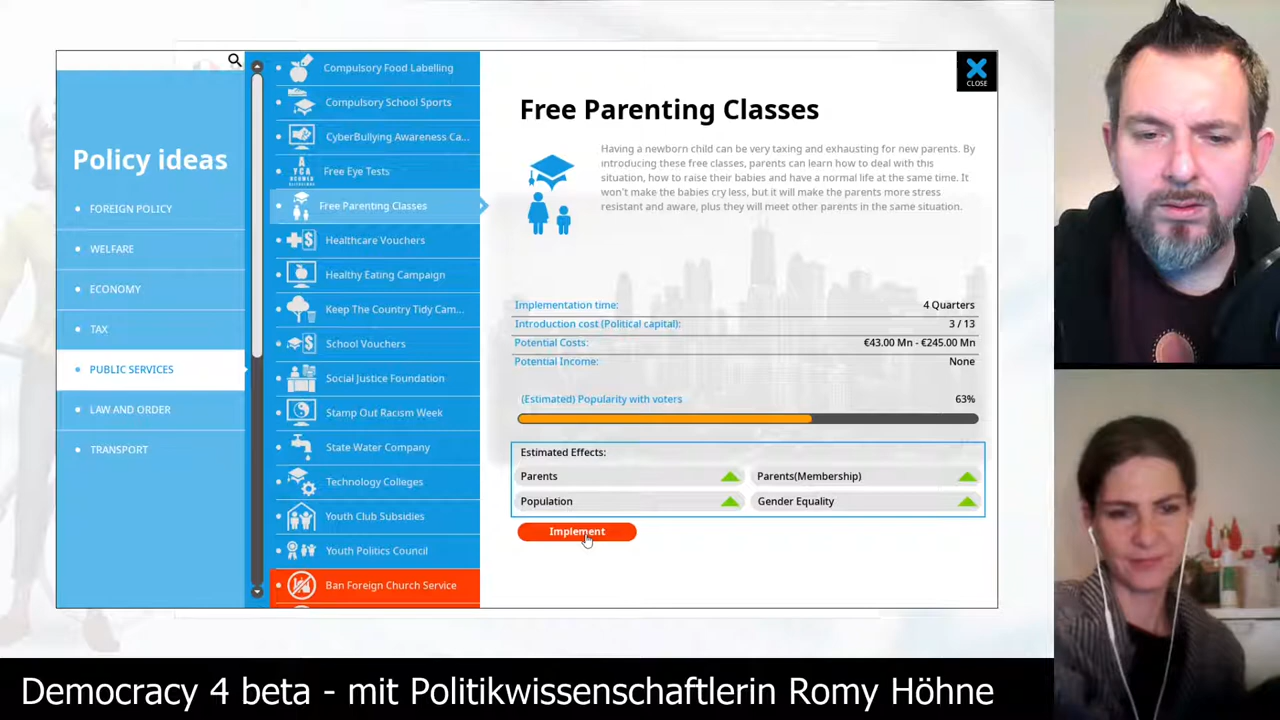 Policy ideas
FOREIGN POLICY
WELFARE
ECONOMY
TAX
PUBLIC SERVICES
LAW AND ORDER
TRANSPORT
Compulsory Food Labelling
Compulsory School Sports
CyberBullying Awareness Ca...
Free Eye Tests
Free Parenting Classes
Healthcare Vouchers
Healthy Eating Campaign
Keep The Country Tidy Cam...
School Vouchers
Social Justice Foundation
Stamp Out Racism Week
State Water Company
Technology Colleges
Youth Club Subsidies
Youth Politics Council
Ban Foreign Church Service
CLOSE
Free Parenting Classes
Having a newborn child can be very taxing and exhausting for new parents. By
introducing these free classes, parents can learn how to deal with this
situation, how to raise their babies and have a normal life at the same time. It
won't make the babies cry less, but it will make the parents more stress
resistant and aware, plus they will meet other parents in the same situation.
Implementation time: 4 Quarters
Introduction cost (Political capital): 3 / 13
Potential Costs: €43.00 Mn - €245.00 Mn
Potential Income: None
(Estimated) Popularity with voters 63%
Estimated Effects:
Parents Parents(Membership)
Population Gender Equality
Implement
Democracy 4 beta - mit Politikwissenschaftlerin Romy Höhne